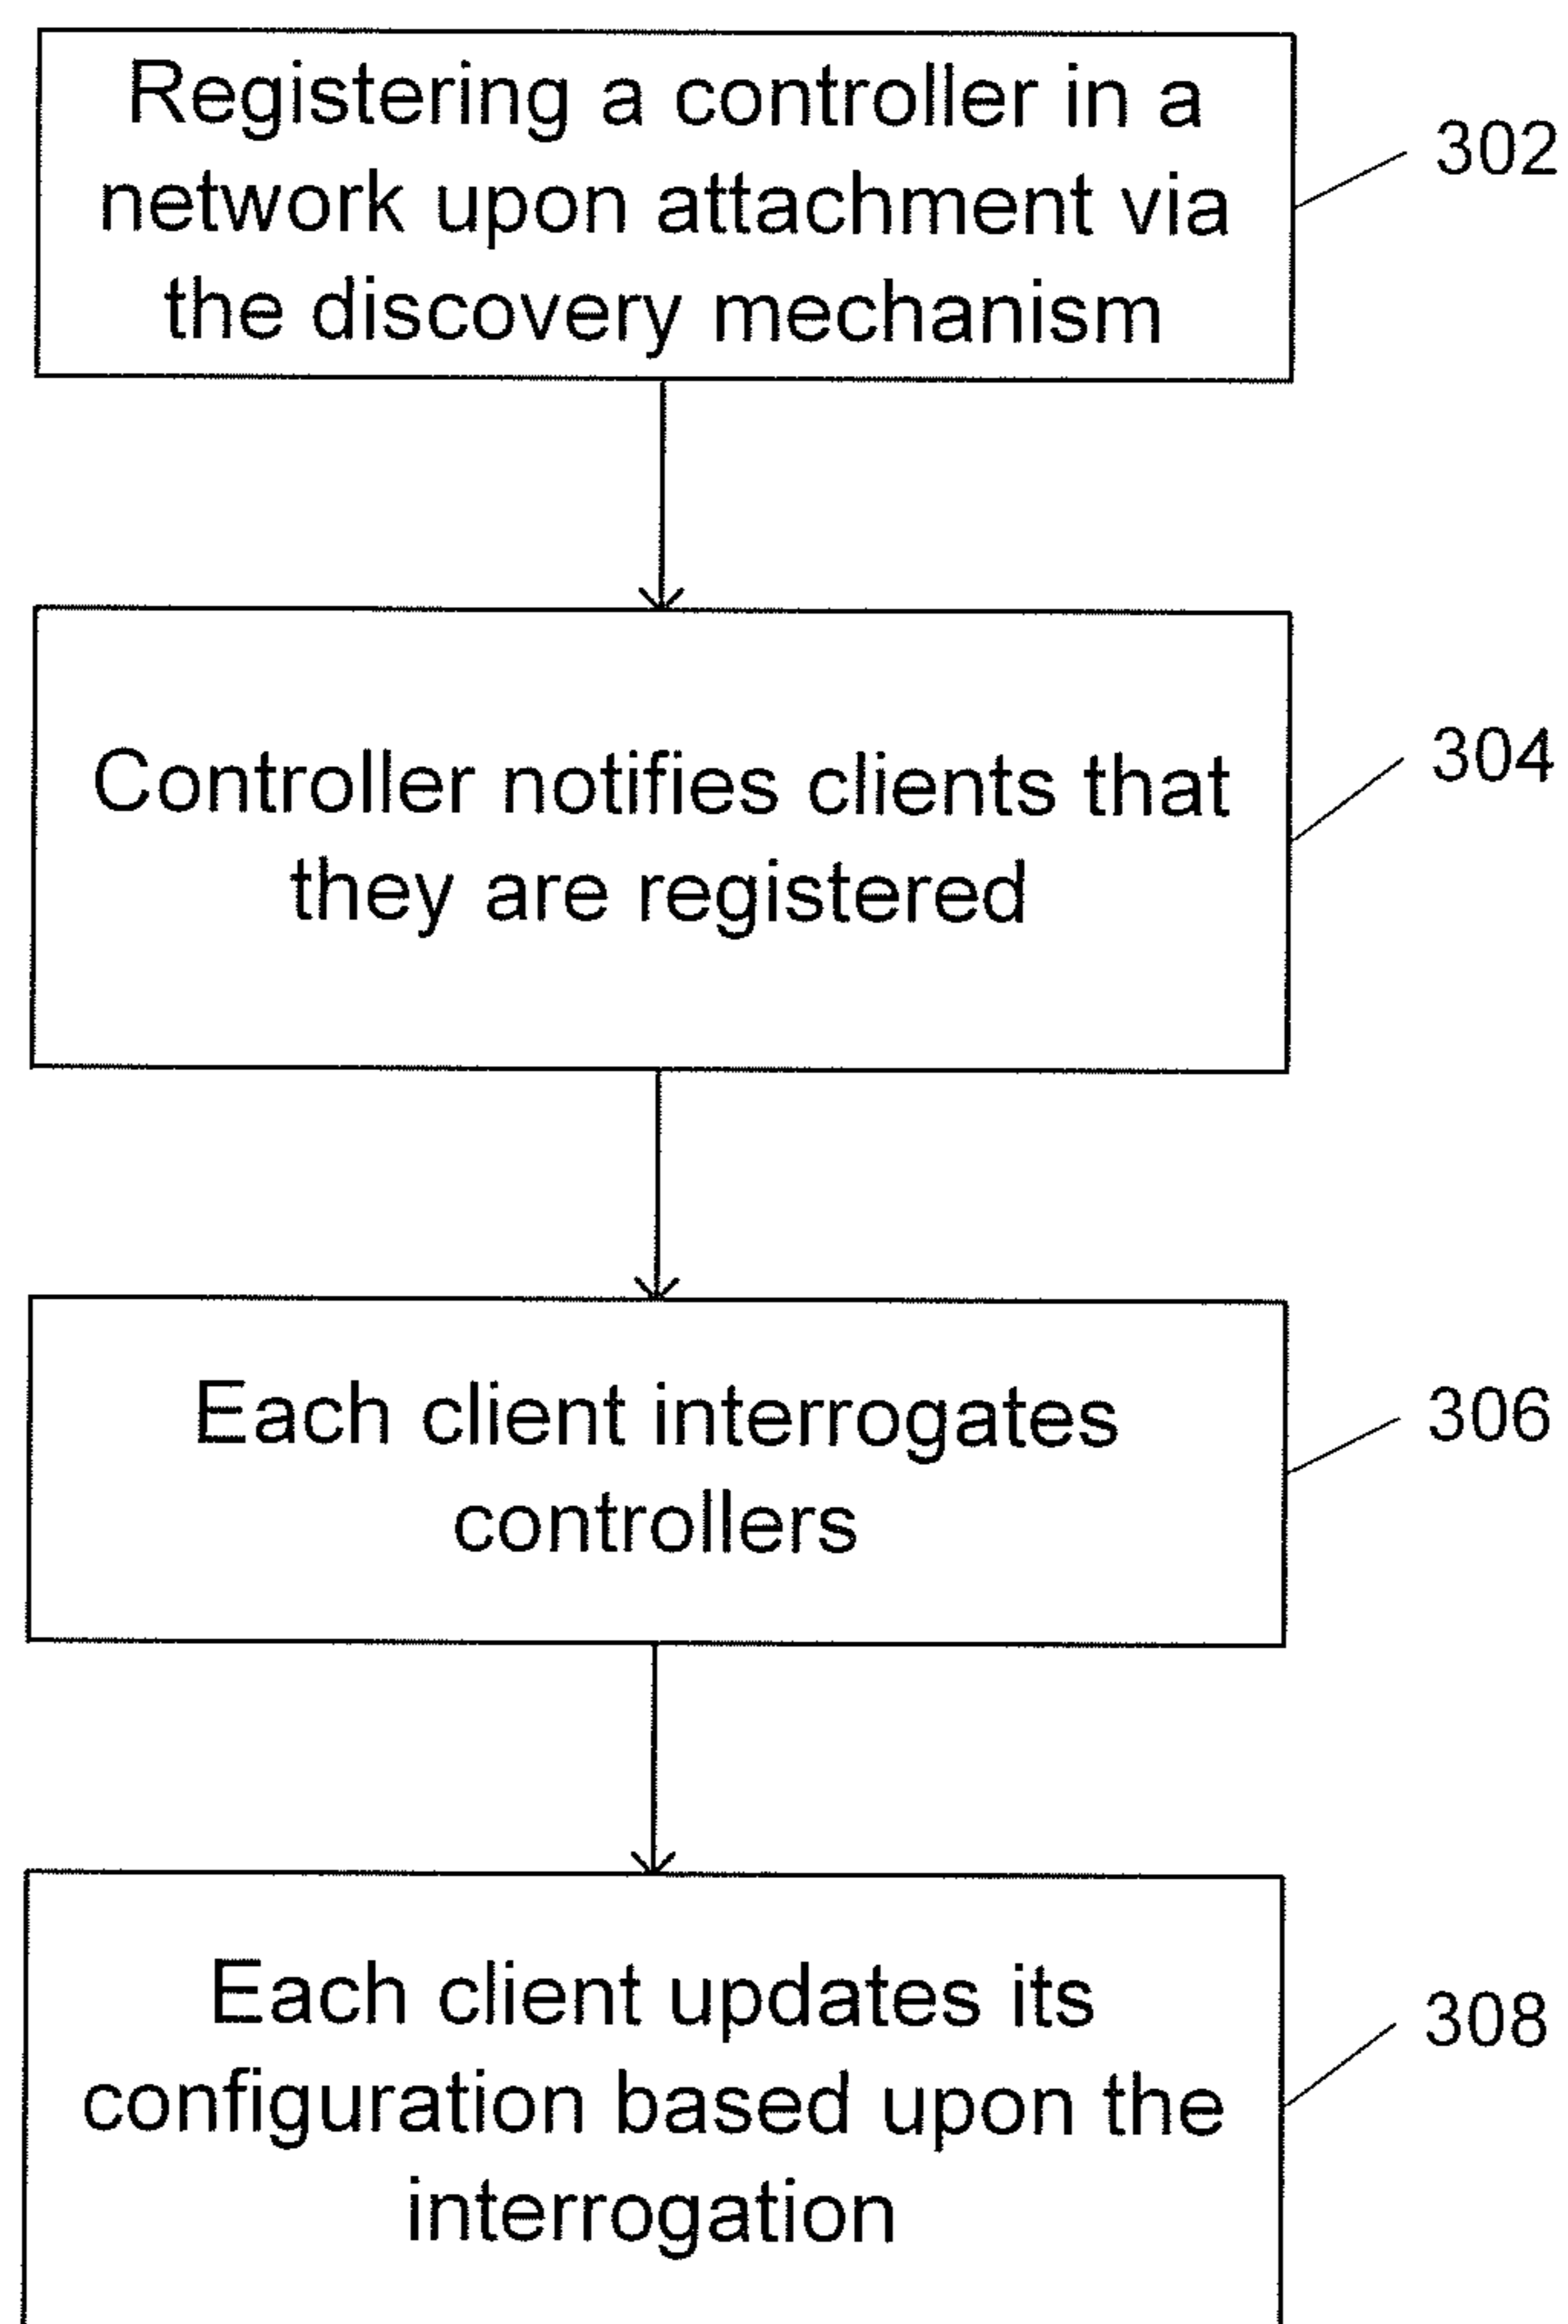 Registering a controller in a
network upon attachment via
the discovery mechanism
302
Controller notifies clients that
they are registered
304
Each client interrogates
controllers
306
Each client updates its
configuration based upon the
interrogation
308